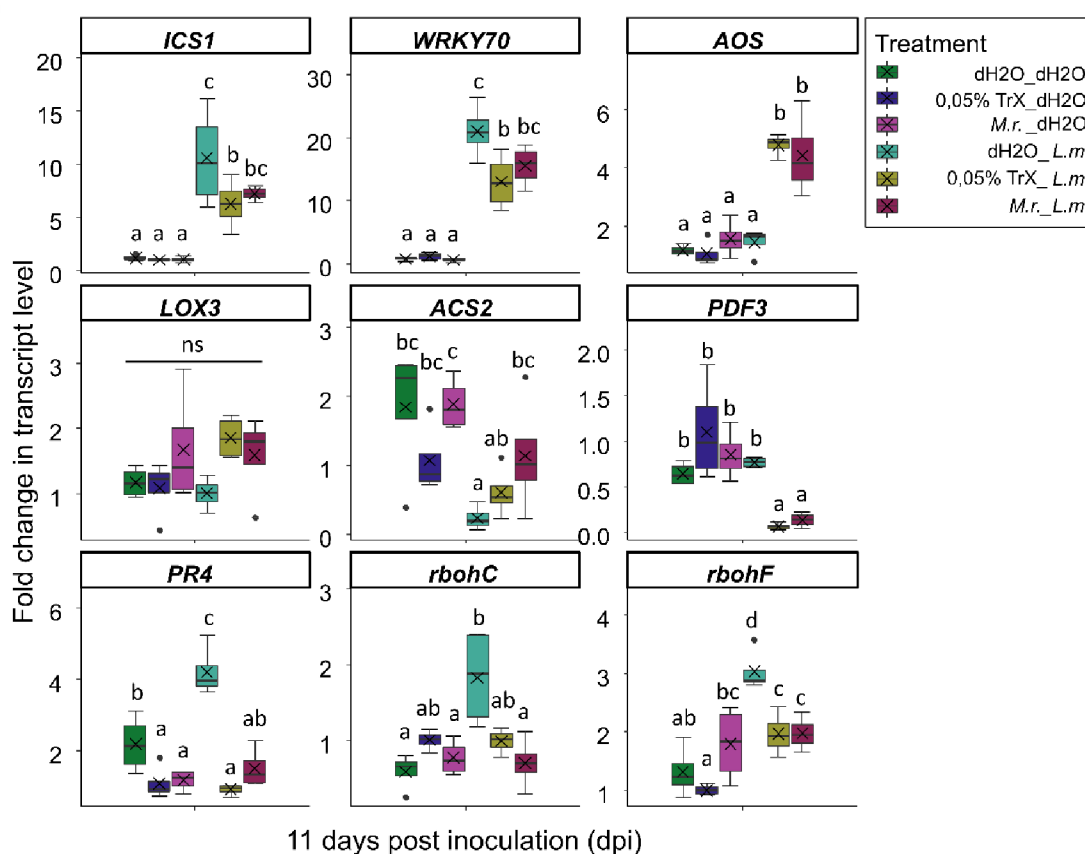 ICS1
WRKY70
AOS
Treatment
dH2O_dH2O
0,05% TrX_dH2O
M.r._dH2O
dH2O_L.m
0,05% TrX_L.m
M.r._L.m
Fold change in transcript level
20
15
10
5
0
a
a
a
c
b
bc
30
20
10
0
a
a
a
c
b
bc
6
4
2
a
a
a
a
b
b
LOX3
ACS2
PDF3
3
2
1
ns
3
2
1
0
bc
bc
c
a
ab
bc
2.0
1.5
1.0
0.5
0.0
b
b
b
b
a
a
PR4
rbohC
rbohF
6
4
2
b
a
a
c
a
ab
3
2
1
a
ab
a
b
ab
a
4
3
2
1
ab
a
bc
d
c
c
11 days post inoculation (dpi)